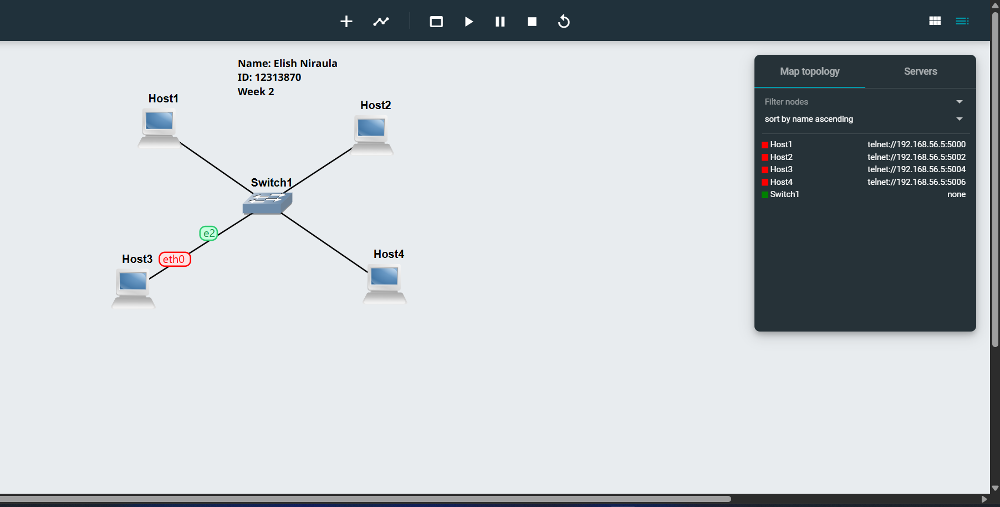 Name: Elish Niraula
ID: 12313870
Week 2
Host1
Host2
Switch1
e2
Host3
eth0
Host4
Map topology
Servers
Filter nodes
sort by name ascending
Host1 telnet://192.168.56.5:5000
Host2 telnet://192.168.56.5:5002
Host3 telnet://192.168.56.5:5004
Host4 telnet://192.168.56.5:5006
Switch1 none